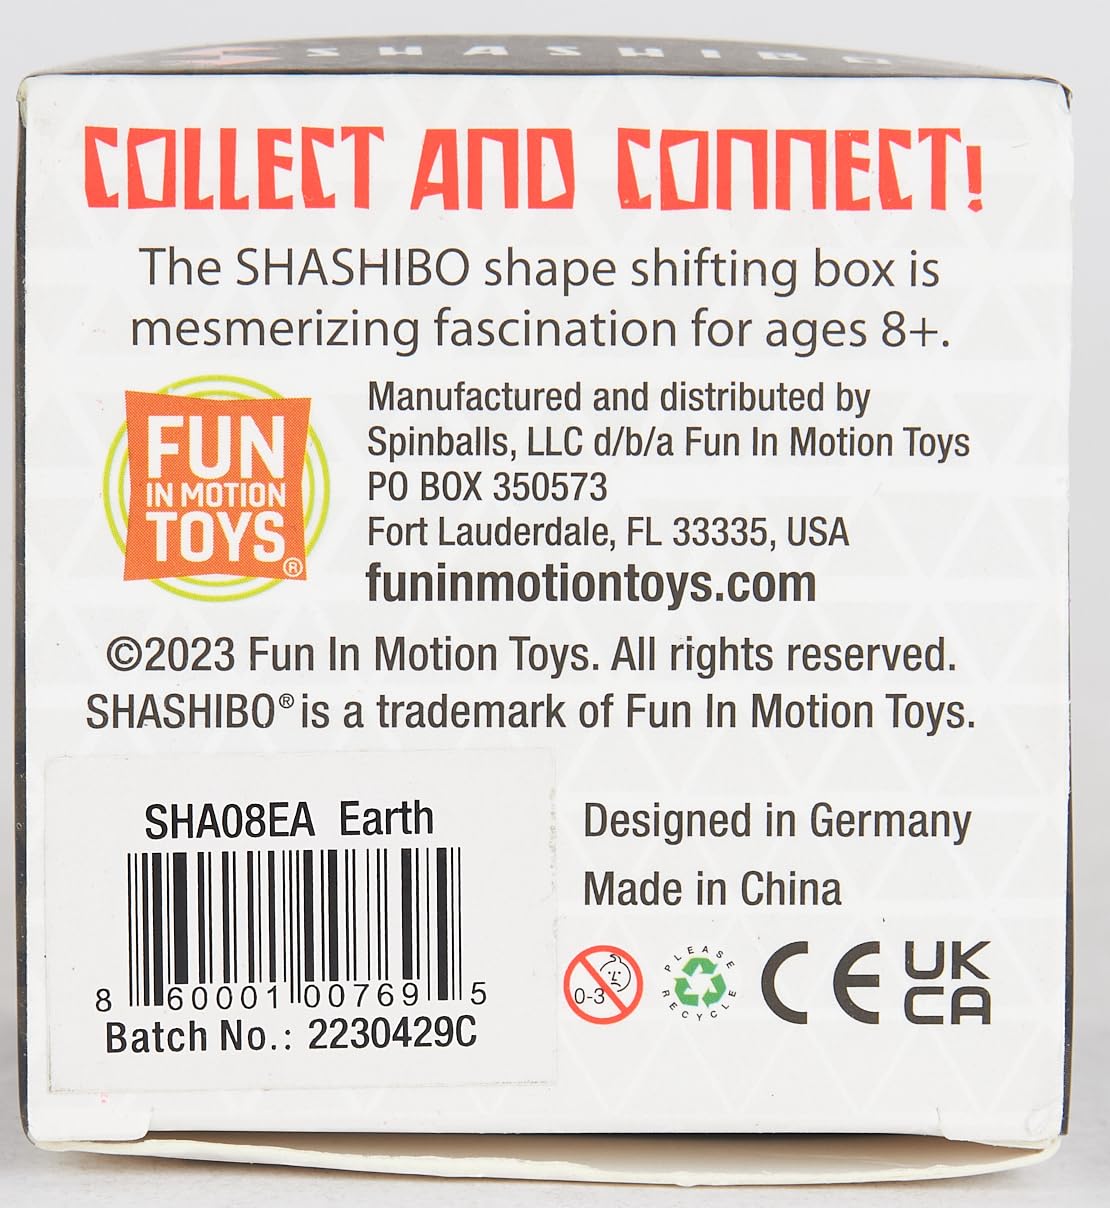 SHASHIBO
COLLECT AND CONNECT!
The SHASHIBO shape shifting box is
mesmerizing fascination for ages 8+.
FUN
IN MOTION
TOYS®
Manufactured and distributed by
Spinballs, LLC d/b/a Fun In Motion Toys
PO BOX 350573
Fort Lauderdale, FL 33335, USA
funinmotiontoys.com
©2023 Fun In Motion Toys. All rights reserved.
SHASHIBO® is a trademark of Fun In Motion Toys.
SHA08EA Earth
8 60001 00769 5
Batch No.: 2230429C
Designed in Germany
Made in China
0-3
PLEASE
RECYCLE
CE
UK
CA